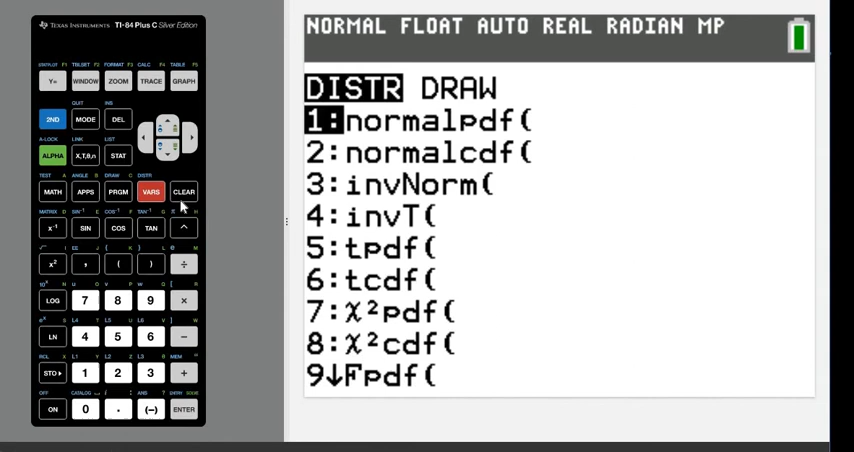 TEXAS INSTRUMENTS TI-84 Plus C Silver Edition
STATPLOT F1 TBLSET F2 FORMAT F3 CALC F4 TABLE F5
Y= WINDOW ZOOM TRACE GRAPH
QUIT INS
2ND MODE DEL
A-LOCK LINK LIST
ALPHA X,T,θ,n STAT
TEST A ANGLE B DRAW C DISTR
MATH APPS PRGM VARS CLEAR
MATRIX D SIN⁻¹ E COS⁻¹ F TAN⁻¹ G π H
x⁻¹ SIN COS TAN ^
√ I EE J { K } L e M
x² , ( ) ÷
10ˣ N u O v P w Q [ R
LOG 7 8 9 ×
eˣ S L4 T L5 U L6 V ] W
LN 4 5 6 −
RCL X L1 Y L2 Z L3 θ MEM "
STO▶ 1 2 3 +
OFF CATALOG i : ANS ? ENTRY SOLVE
ON 0 . (−) ENTER
NORMAL FLOAT AUTO REAL RADIAN MP
DISTR DRAW
1:normalpdf(
2:normalcdf(
3:invNorm(
4:invT(
5:tpdf(
6:tcdf(
7:χ²pdf(
8:χ²cdf(
9↓Fpdf(